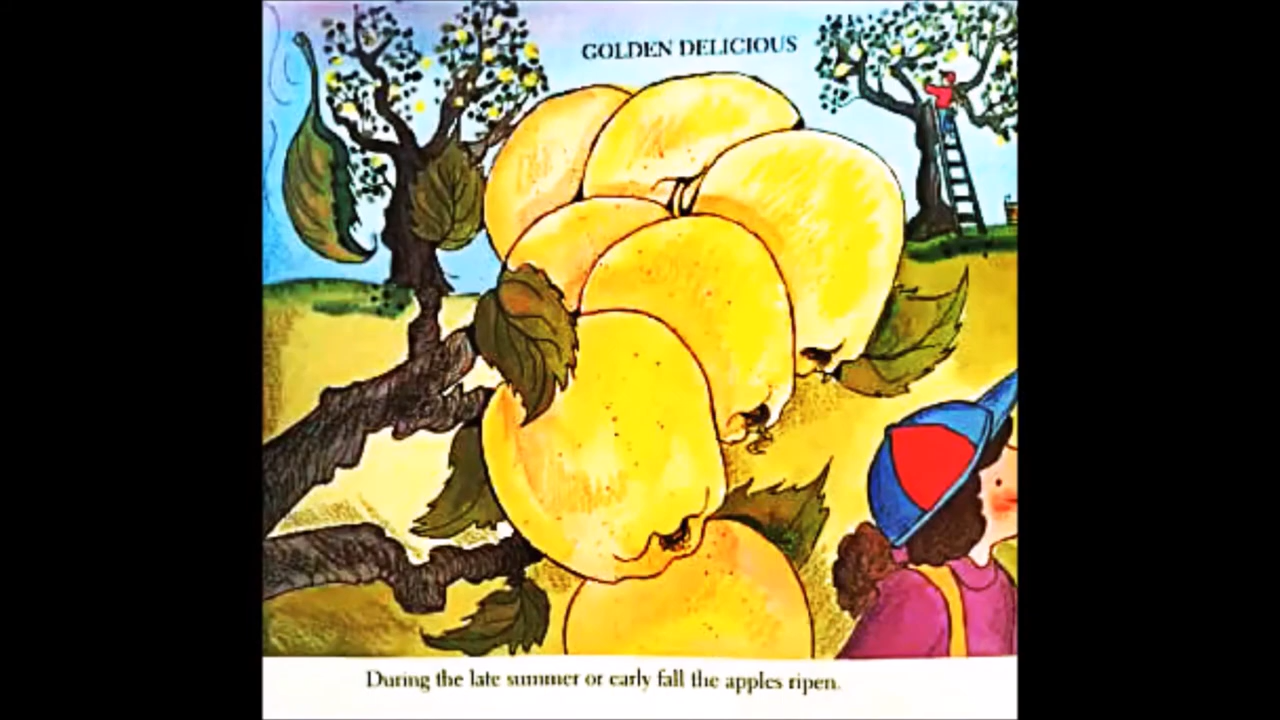 GOLDEN DELICIOUS
During the late summer or early fall the apples ripen.